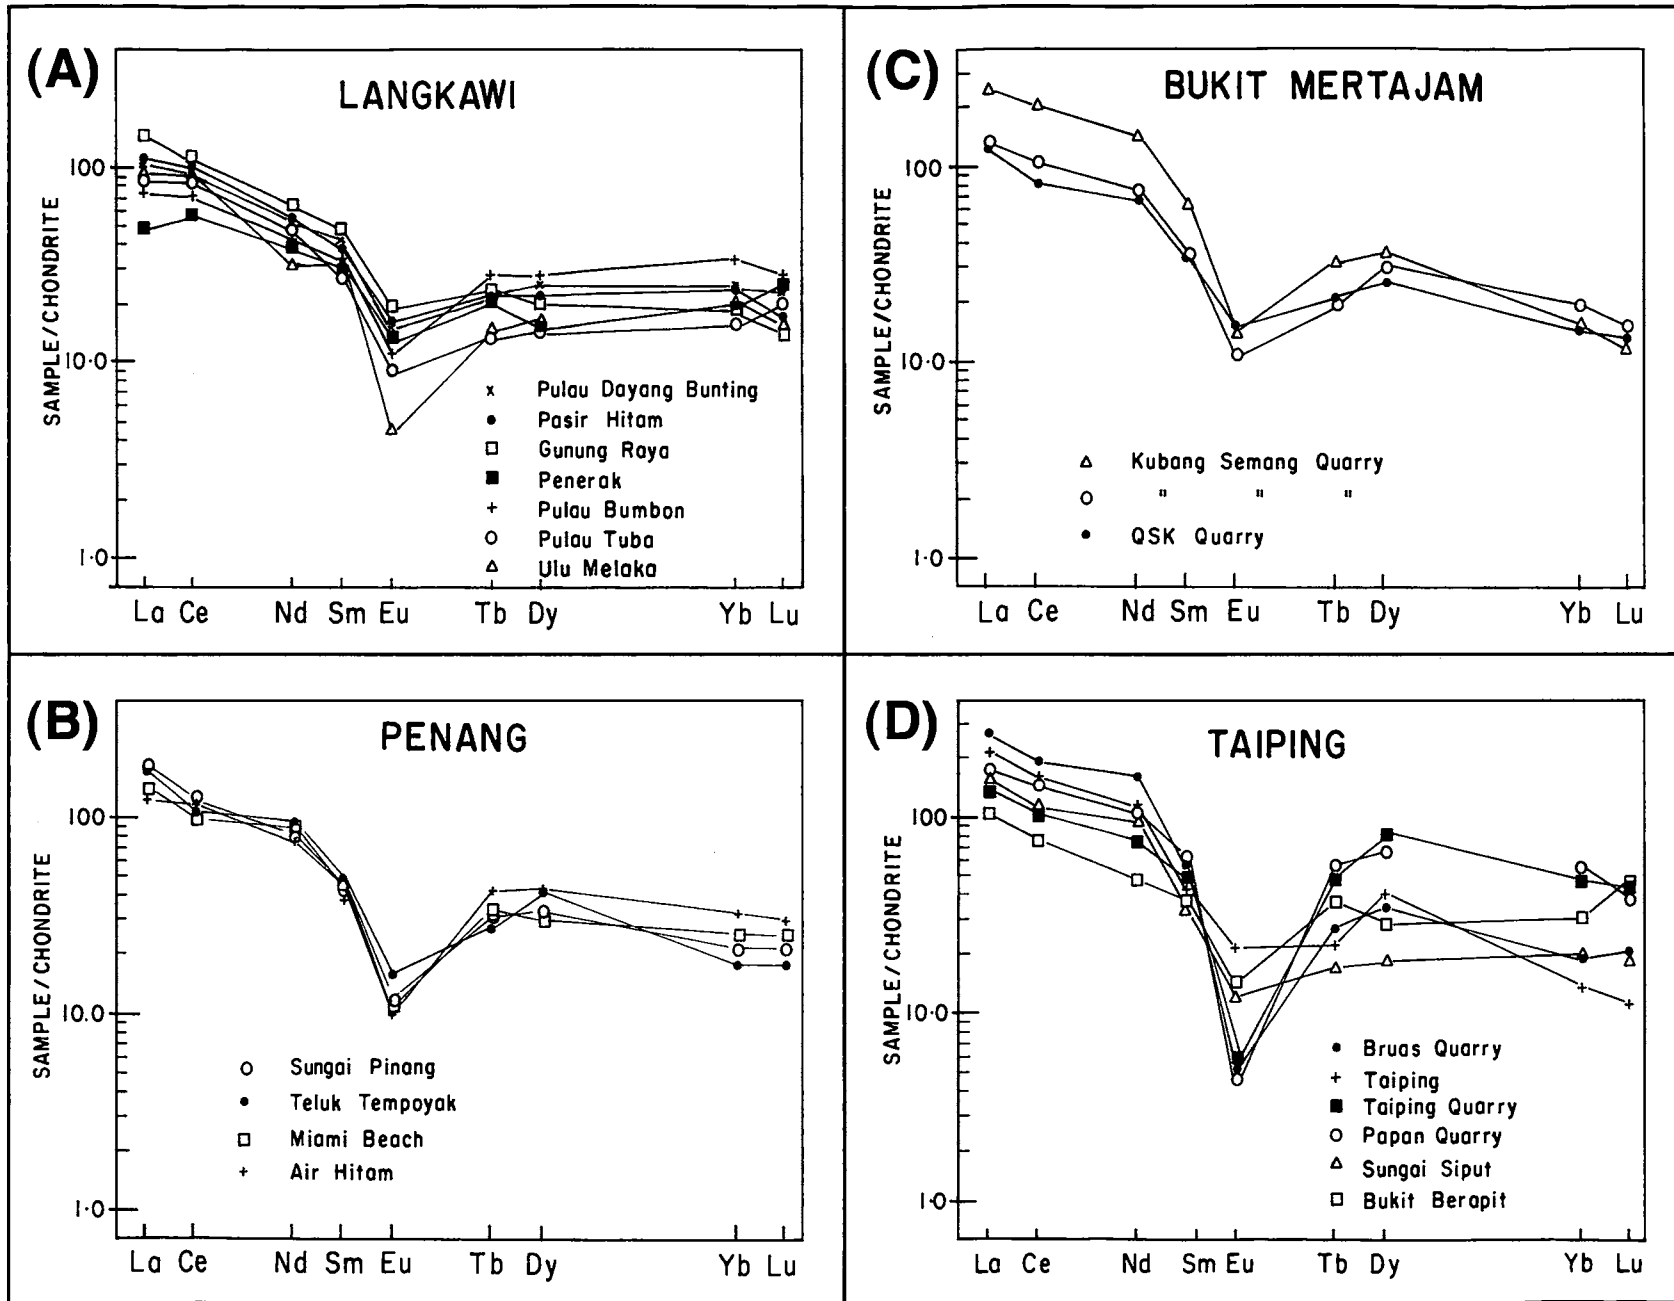 (A)
LANGKAWI
SAMPLE/CHONDRITE
100
10·0
1·0
x Pulau Dayang Bunting
● Pasir Hitam
□ Gunung Raya
■ Penerak
+ Pulau Bumbon
○ Pulau Tuba
△ Ulu Melaka
La Ce Nd Sm Eu Tb Dy Yb Lu
(C)
BUKIT MERTAJAM
SAMPLE/CHONDRITE
100
10·0
1·0
△ Kubang Semang Quarry
○ " " "
● QSK Quarry
La Ce Nd Sm Eu Tb Dy Yb Lu
(B)
PENANG
SAMPLE/CHONDRITE
100
10·0
1·0
○ Sungai Pinang
● Teluk Tempoyak
□ Miami Beach
+ Air Hitam
La Ce Nd Sm Eu Tb Dy Yb Lu
(D)
TAIPING
SAMPLE/CHONDRITE
100
10·0
1·0
● Bruas Quarry
+ Taiping
■ Taiping Quarry
○ Papan Quarry
△ Sungai Siput
□ Bukit Berapit
La Ce Nd Sm Eu Tb Dy Yb Lu